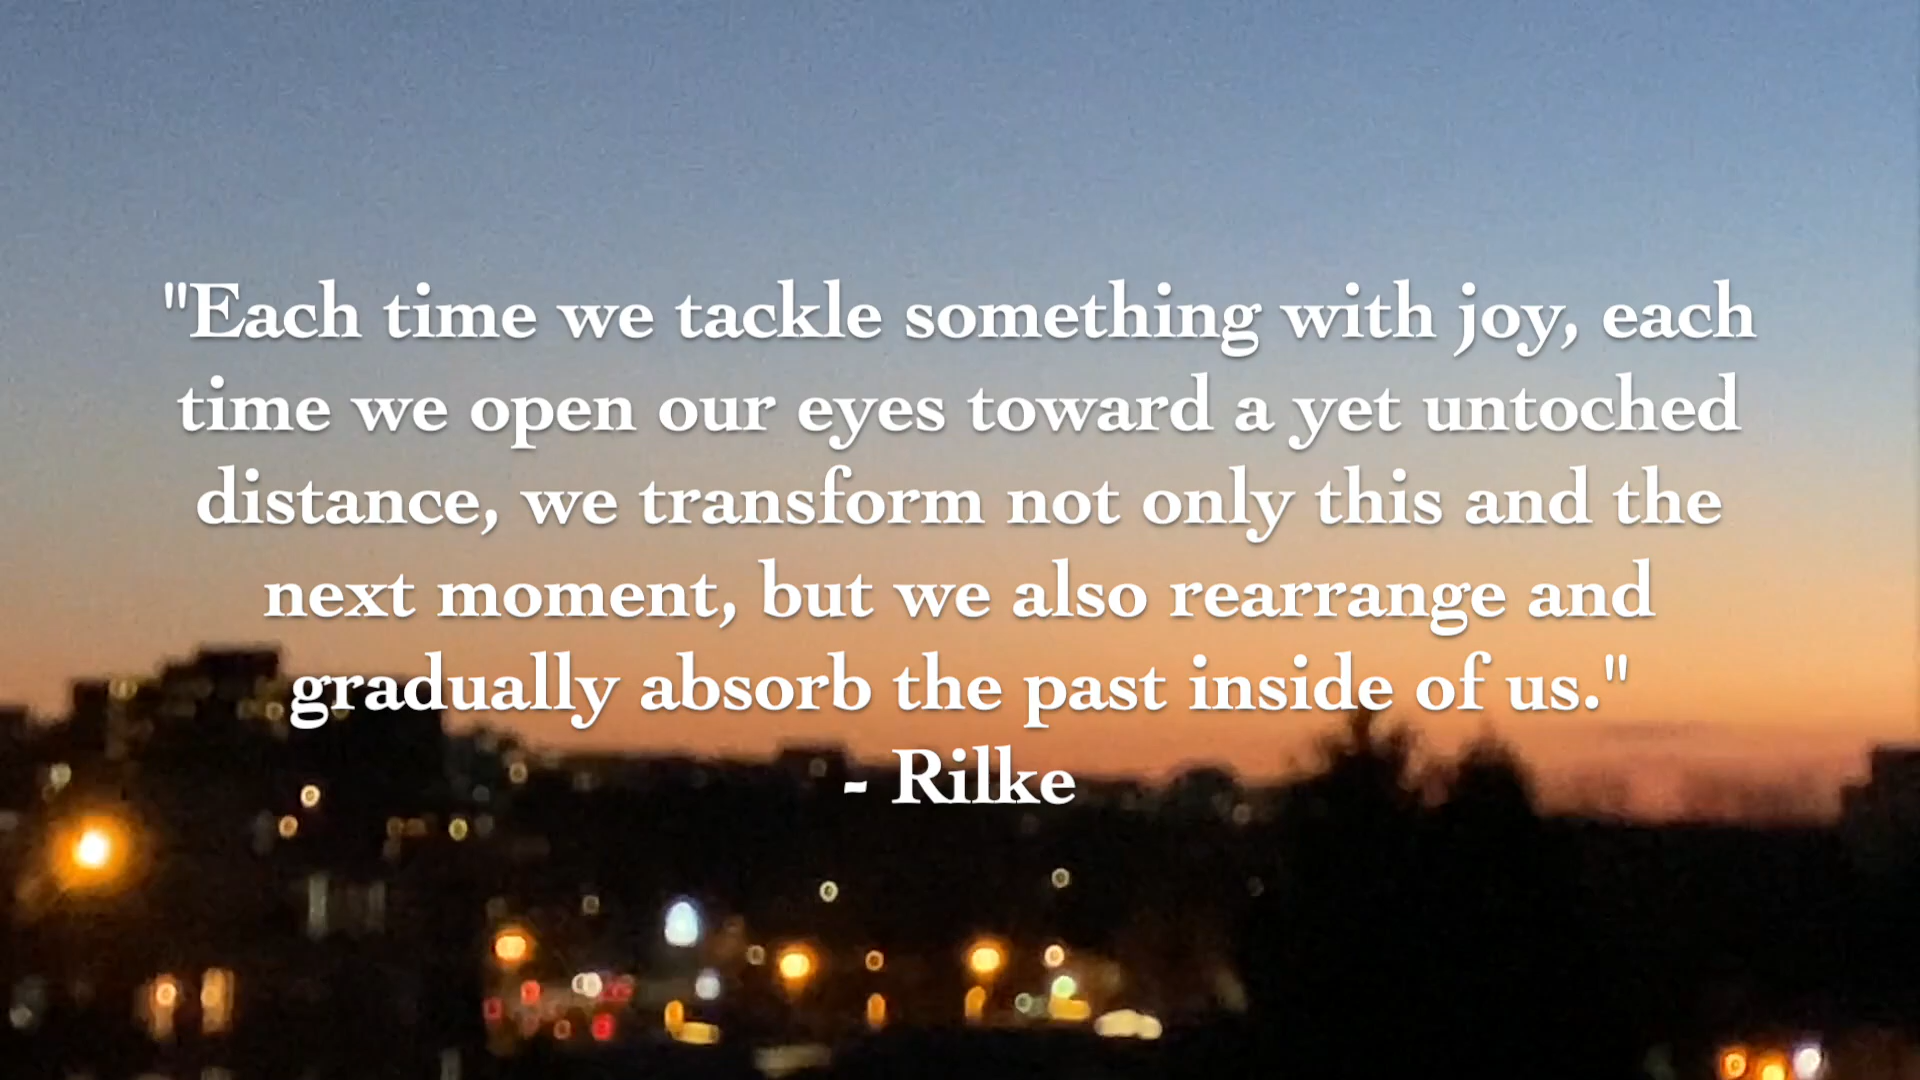 "Each time we tackle something with joy, each
time we open our eyes toward a yet untoched
distance, we transform not only this and the
next moment, but we also rearrange and
gradually absorb the past inside of us."
- Rilke